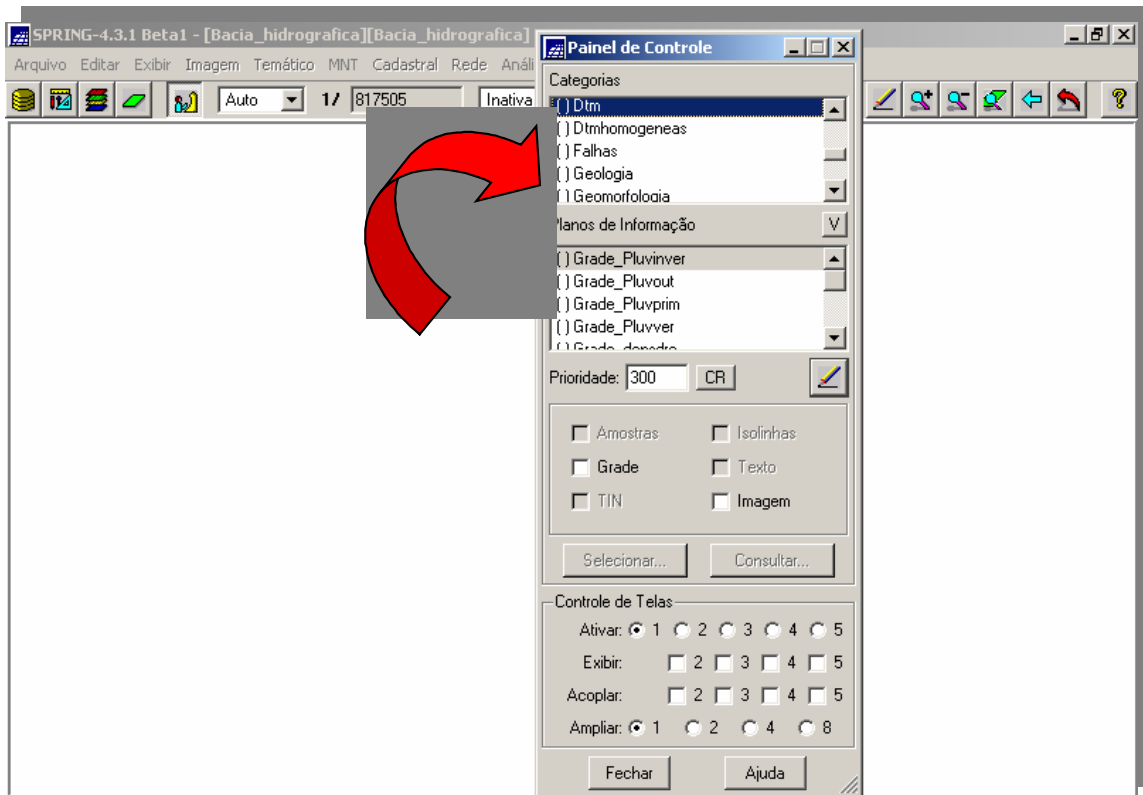 SPRING-4.3.1 Beta1 - [Bacia_hidrografica][Bacia_hidrografica]
Arquivo Editar Exibir Imagem Temático MNT Cadastral Rede Análi
Auto 1/ 817505 Inativa
Painel de Controle
Categorias
( ) Dtm
( ) Dtmhomogeneas
( ) Falhas
( ) Geologia
( ) Geomorfologia
Planos de Informação V
( ) Grade_Pluvinver
( ) Grade_Pluvout
( ) Grade_Pluvprim
( ) Grade_Pluvver
Prioridade: 300 CR
Amostras Isolinhas
Grade Texto
TIN Imagem
Selecionar... Consultar...
Controle de Telas
Ativar: 1 2 3 4 5
Exibir: 2 3 4 5
Acoplar: 2 3 4 5
Ampliar: 1 2 4 8
Fechar Ajuda